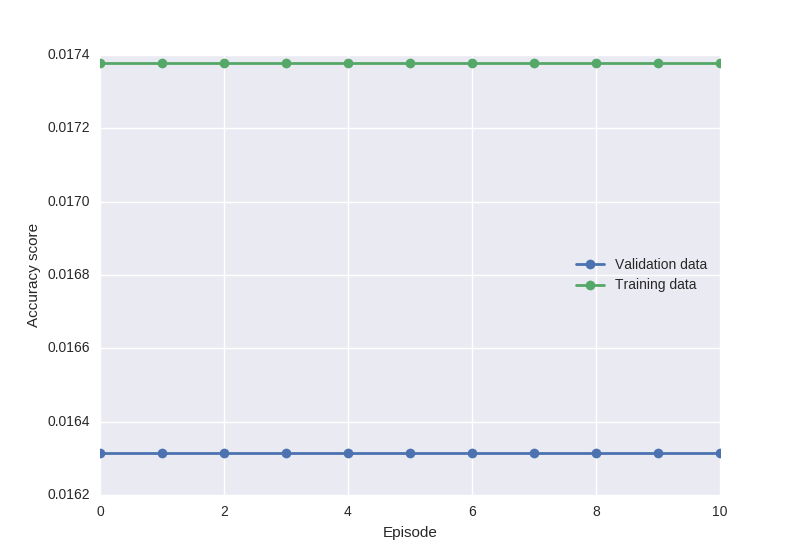 0.0174
0.0172
0.0170
0.0168
0.0166
0.0164
0.0162
Accuracy score
Validation data
Training data
0 2 4 6 8 10
Episode